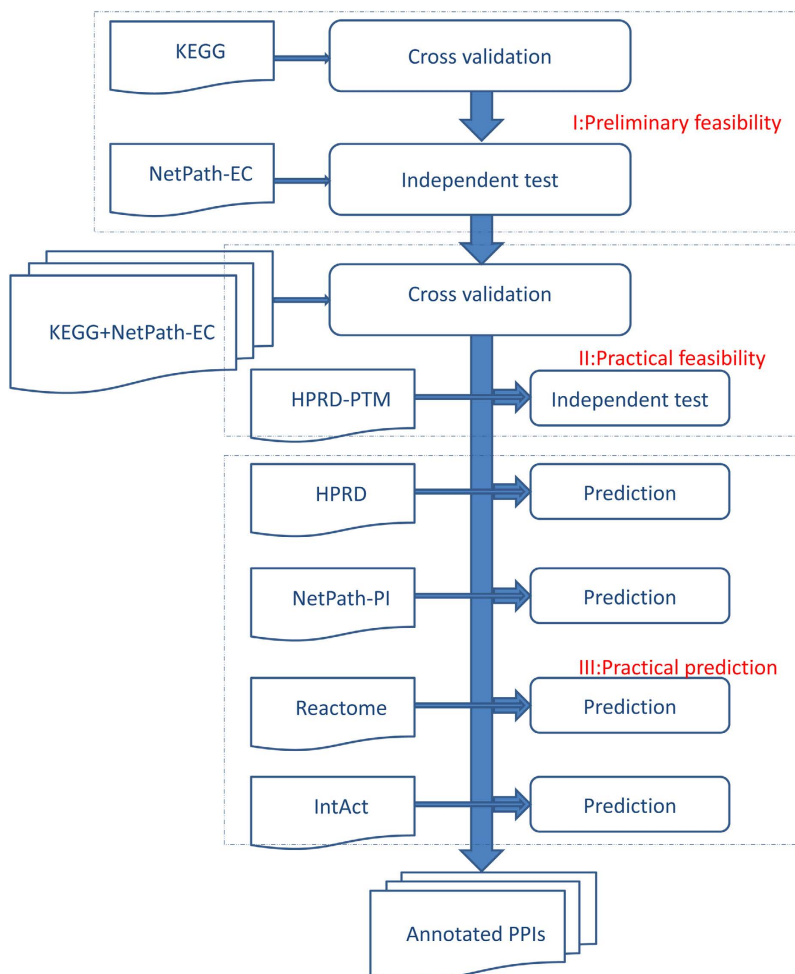 KEGG
Cross validation
I:Preliminary feasibility
NetPath-EC
Independent test
Cross validation
KEGG+NetPath-EC
II:Practical feasibility
HPRD-PTM
Independent test
HPRD
Prediction
NetPath-PI
Prediction
III:Practical prediction
Reactome
Prediction
IntAct
Prediction
Annotated PPIs